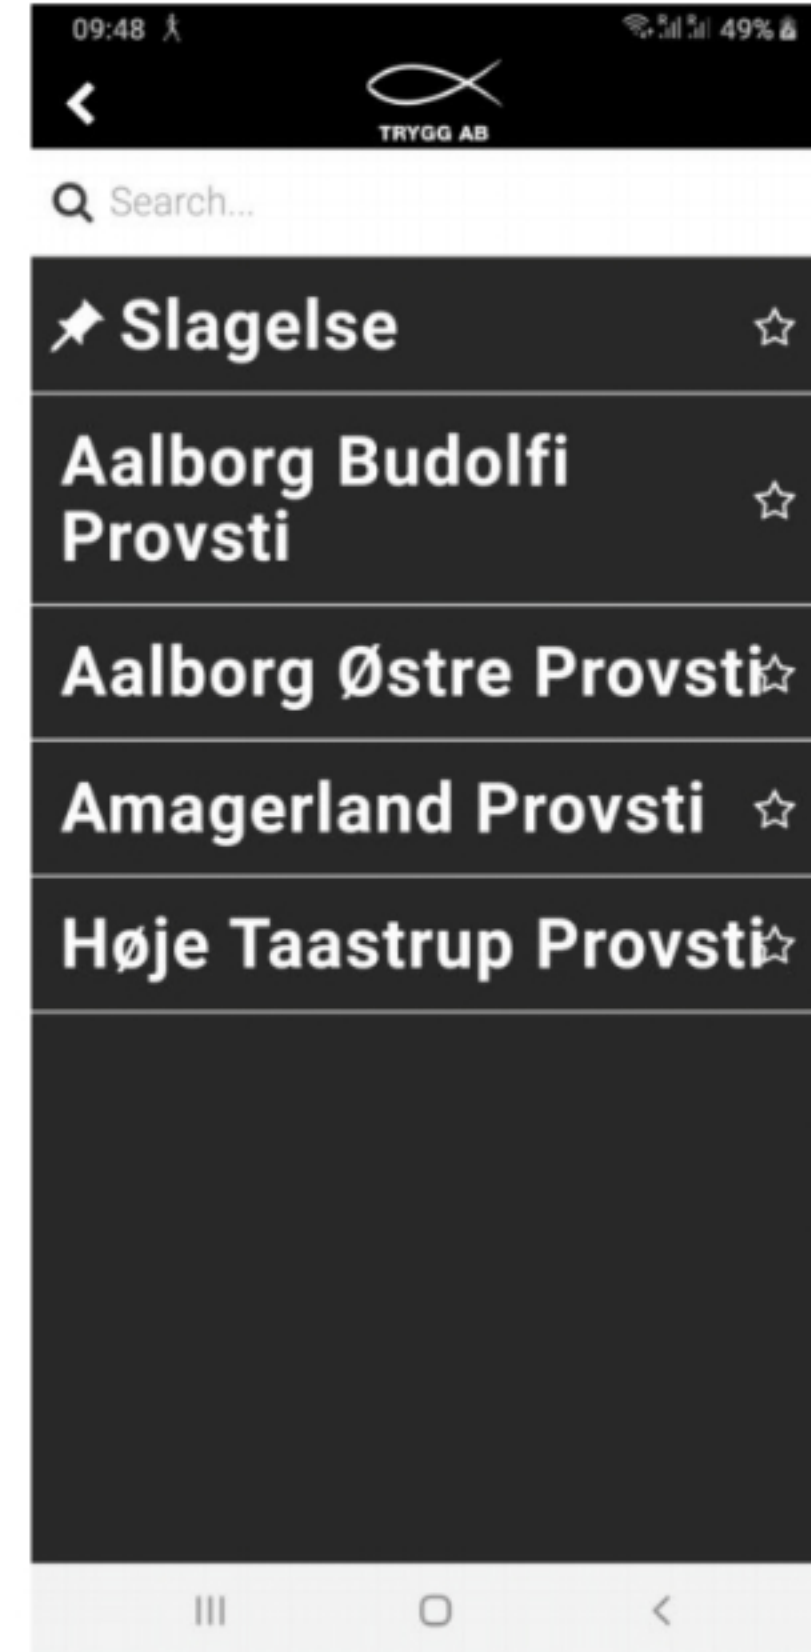 09:48 49%
TRYGG AB
Search...
Slagelse
Aalborg Budolfi
Provsti
Aalborg Østre Provsti
Amagerland Provsti
Høje Taastrup Provsti